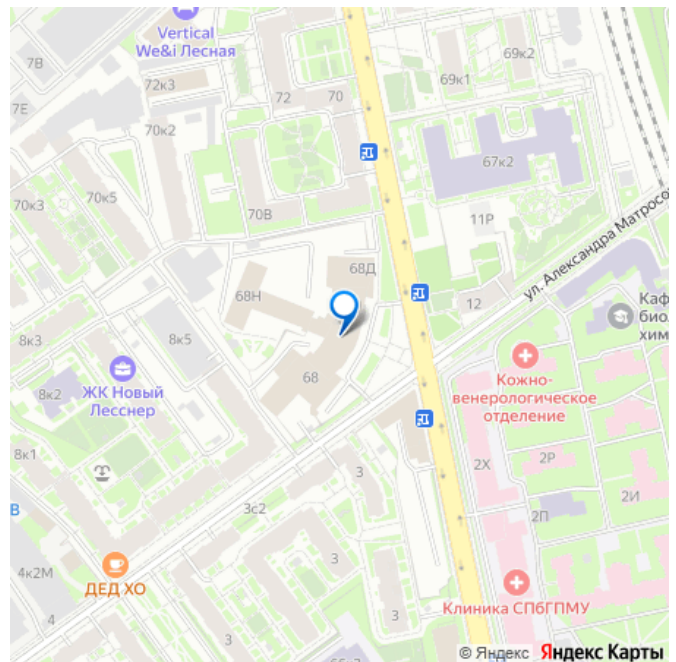 Vertical
We&i Лесная
7В
72к3
7Е
72
70
70к2
69к2
69к1
67к2
70к5
70к3
70В
11Р
ул. Александра Матросо
68Д
68Н
12
Каф
био
хим
8к3
8к5
68
ЖК Новый
Лесснер
8к2
Кожно-
венерологическое
отделение
8к1
3
2Х
2Р
2И
В
3с2
2П
4к2М
ДЕД ХО
3
Клиника СПбГПМУ
4
3
3
© Яндекс Яндекс Карты